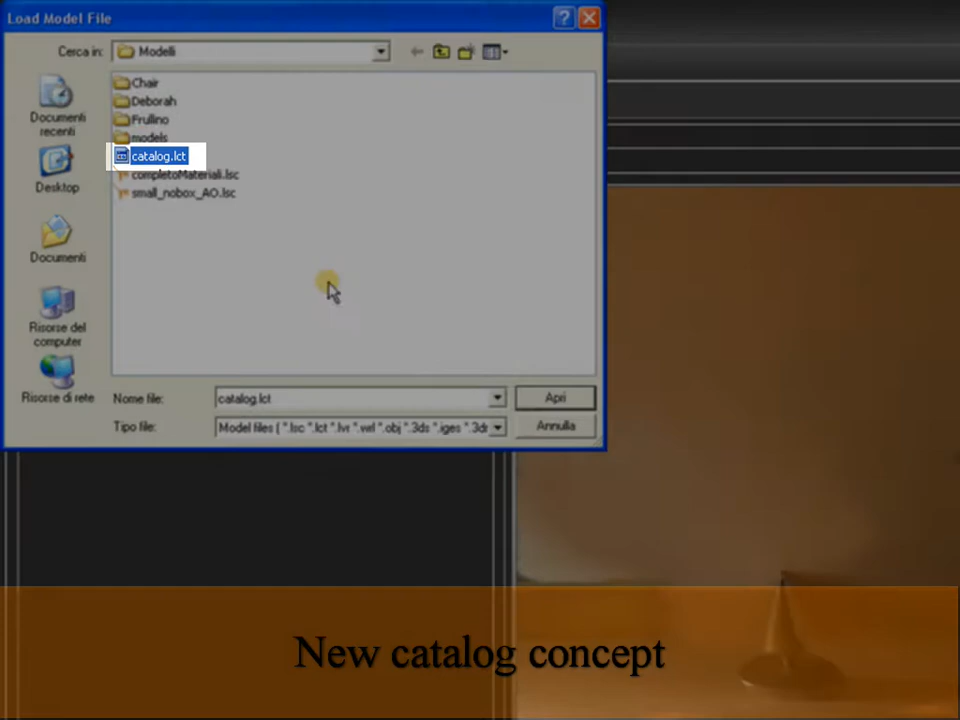 Load Model File
Cerca in: Modelli
Chair
Deborah
Frullino
models
catalog.lct
completoMateriali.lsc
small_nobox_AO.lsc
Documenti
recenti
Desktop
Documenti
Risorse del
computer
Risorse di rete
Nome file: catalog.lct Apri
Tipo file: Model files ( *.lsc *.lct *.lvr *.wrl *.obj *.3ds *.iges *.3dr Annulla
New catalog concept